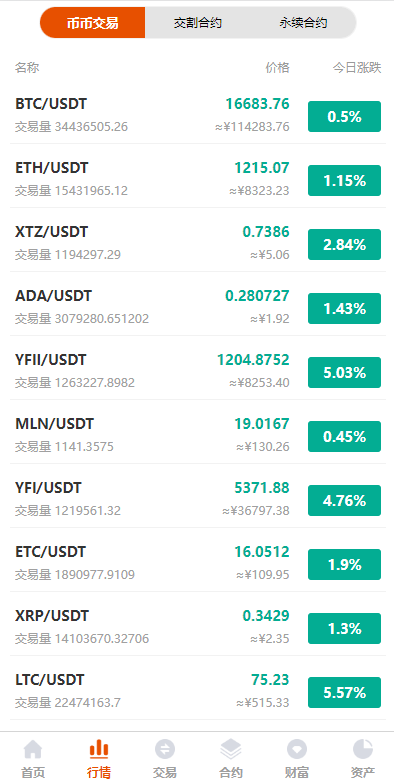 币币交易 交割合约 永续合约
名称 价格 今日涨跌
BTC/USDT 16683.76 0.5%
交易量 34436505.26 ≈¥114283.76
ETH/USDT 1215.07 1.15%
交易量 15431965.12 ≈¥8323.23
XTZ/USDT 0.7386 2.84%
交易量 1194297.29 ≈¥5.06
ADA/USDT 0.280727 1.43%
交易量 3079280.651202 ≈¥1.92
YFII/USDT 1204.8752 5.03%
交易量 1263227.8982 ≈¥8253.40
MLN/USDT 19.0167 0.45%
交易量 1141.3575 ≈¥130.26
YFI/USDT 5371.88 4.76%
交易量 1219561.32 ≈¥36797.38
ETC/USDT 16.0512 1.9%
交易量 1890977.9109 ≈¥109.95
XRP/USDT 0.3429 1.3%
交易量 14103670.32706 ≈¥2.35
LTC/USDT 75.23 5.57%
交易量 22474163.7 ≈¥515.33
首页 行情 交易 合约 财富 资产